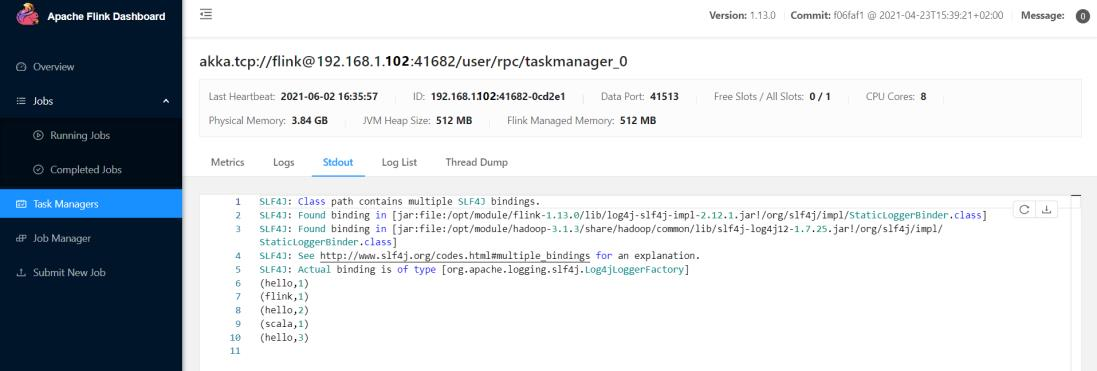 Apache Flink Dashboard
Version: 1.13.0 Commit: f06faf1 @ 2021-04-23T15:39:21+02:00 Message: 0
Overview
Jobs
Running Jobs
Completed Jobs
Task Managers
Job Manager
Submit New Job
akka.tcp://flink@192.168.1.102:41682/user/rpc/taskmanager_0
Last Heartbeat: 2021-06-02 16:35:57 ID: 192.168.1.102:41682-0cd2e1 Data Port: 41513 Free Slots / All Slots: 0 / 1 CPU Cores: 8
Physical Memory: 3.84 GB JVM Heap Size: 512 MB Flink Managed Memory: 512 MB
Metrics Logs Stdout Log List Thread Dump
1 SLF4J: Class path contains multiple SLF4J bindings.
2 SLF4J: Found binding in [jar:file:/opt/module/flink-1.13.0/lib/log4j-slf4j-impl-2.12.1.jar!/org/slf4j/impl/StaticLoggerBinder.class]
3 SLF4J: Found binding in [jar:file:/opt/module/hadoop-3.1.3/share/hadoop/common/lib/slf4j-log4j12-1.7.25.jar!/org/slf4j/impl/
StaticLoggerBinder.class]
4 SLF4J: See http://www.slf4j.org/codes.html#multiple_bindings for an explanation.
5 SLF4J: Actual binding is of type [org.apache.logging.slf4j.Log4jLoggerFactory]
6 (hello,1)
7 (flink,1)
8 (hello,2)
9 (scala,1)
10 (hello,3)
11